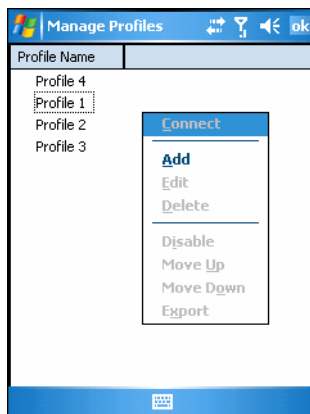 Manage Profiles ok
Profile Name
Profile 4
Profile 1
Profile 2
Profile 3
Connect
Add
Edit
Delete
Disable
Move Up
Move Down
Export